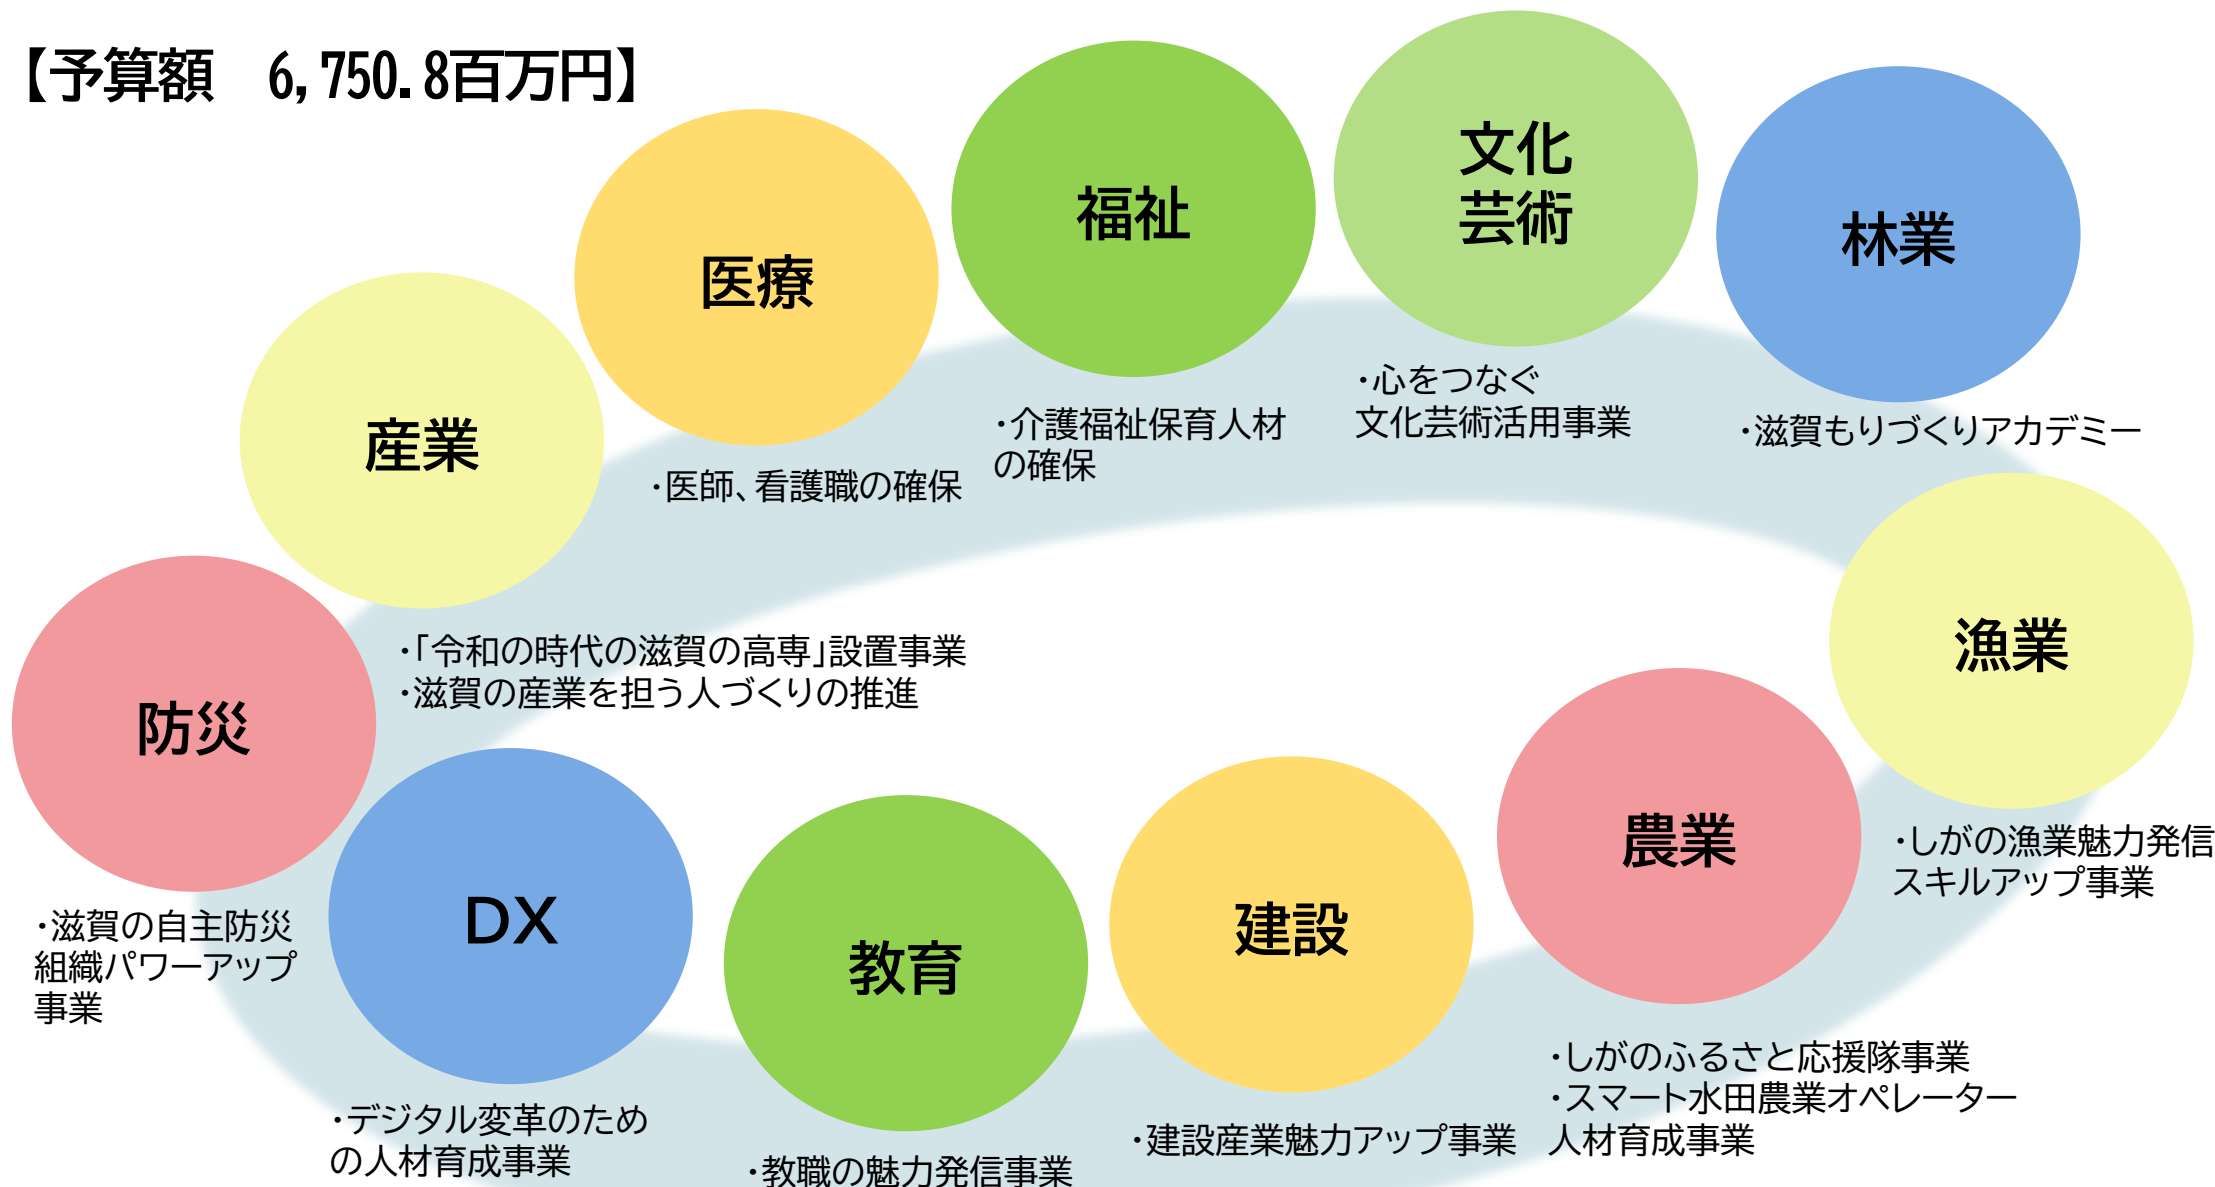 【予算額　6,750.8百万円】
文化
芸術
福祉
林業
医療
産業
・心をつなぐ
文化芸術活用事業
・介護福祉保育人材
の確保
・滋賀もりづくりアカデミー
・医師、看護職の確保
漁業
・「令和の時代の滋賀の高専」設置事業
・滋賀の産業を担う人づくりの推進
防災
農業
・しがの漁業魅力発信
スキルアップ事業
DX
建設
教育
・滋賀の自主防災
組織パワーアップ
事業
・しがのふるさと応援隊事業
・スマート水田農業オペレーター
人材育成事業
・デジタル変革のため
の人材育成事業
・建設産業魅力アップ事業
・教職の魅力発信事業